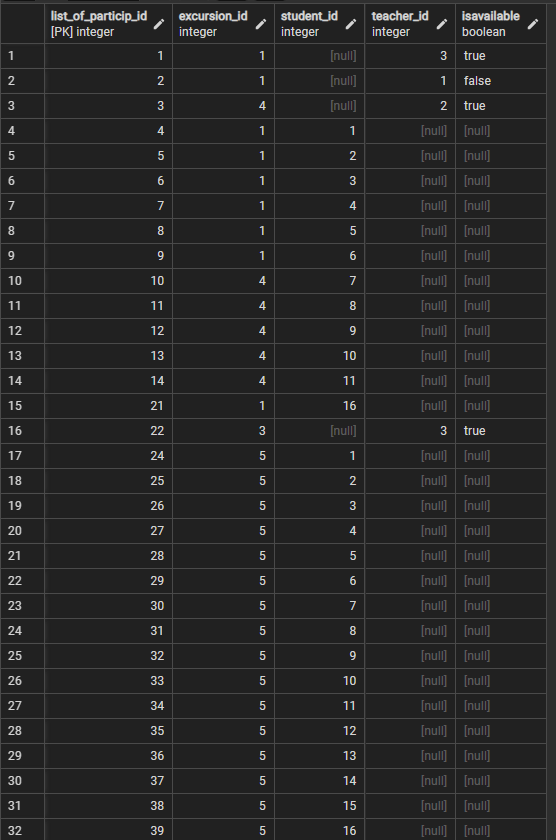 list_of_particip_id excursion_id student_id teacher_id isavailable
[PK] integer integer integer integer boolean
1 1 1 [null] 3 true
2 2 1 [null] 1 false
3 3 4 [null] 2 true
4 4 1 1 [null] [null]
5 5 1 2 [null] [null]
6 6 1 3 [null] [null]
7 7 1 4 [null] [null]
8 8 1 5 [null] [null]
9 9 1 6 [null] [null]
10 10 4 7 [null] [null]
11 11 4 8 [null] [null]
12 12 4 9 [null] [null]
13 13 4 10 [null] [null]
14 14 4 11 [null] [null]
15 21 1 16 [null] [null]
16 22 3 [null] 3 true
17 24 5 1 [null] [null]
18 25 5 2 [null] [null]
19 26 5 3 [null] [null]
20 27 5 4 [null] [null]
21 28 5 5 [null] [null]
22 29 5 6 [null] [null]
23 30 5 7 [null] [null]
24 31 5 8 [null] [null]
25 32 5 9 [null] [null]
26 33 5 10 [null] [null]
27 34 5 11 [null] [null]
28 35 5 12 [null] [null]
29 36 5 13 [null] [null]
30 37 5 14 [null] [null]
31 38 5 15 [null] [null]
32 39 5 16 [null] [null]